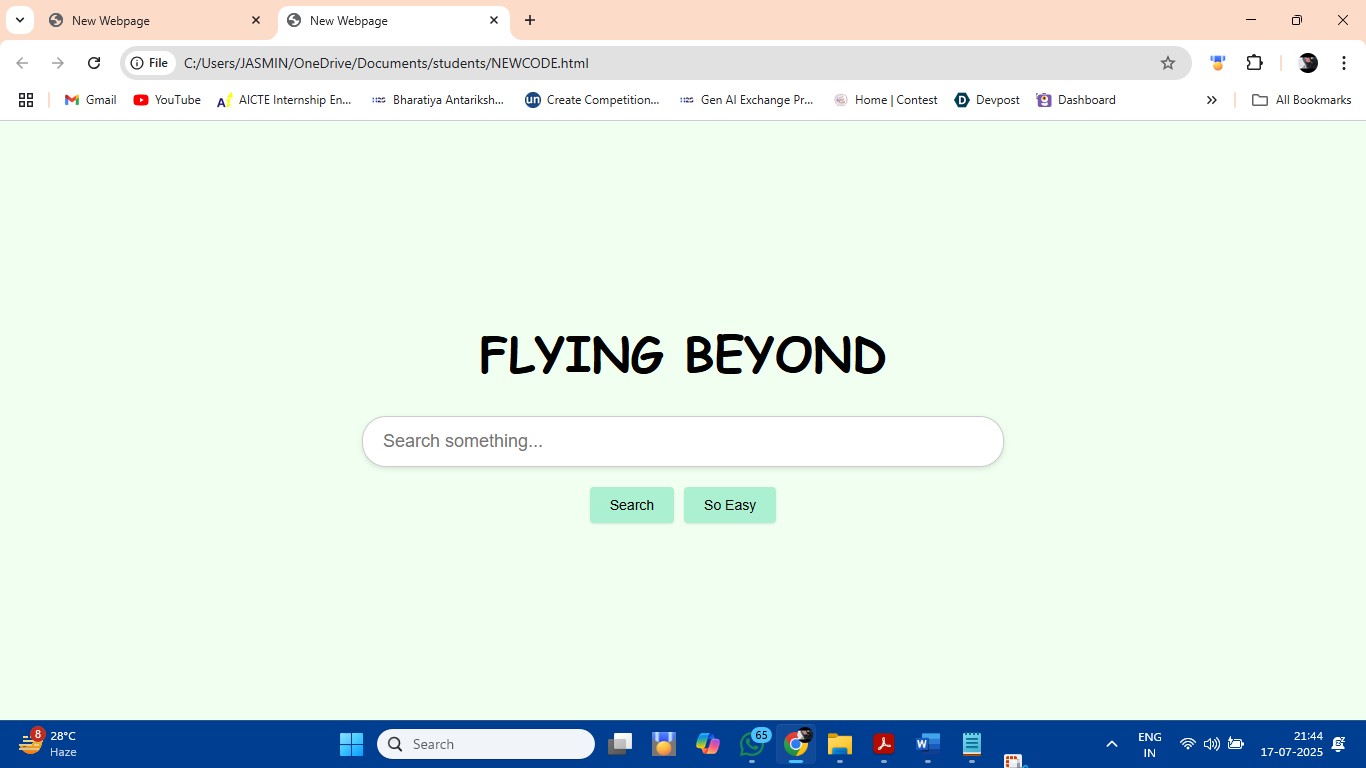 New Webpage
New Webpage
File
C:/Users/JASMIN/OneDrive/Documents/students/NEWCODE.html
Gmail
YouTube
AICTE Internship En...
Bharatiya Antariksh...
Create Competition...
Gen AI Exchange Pr...
Home | Contest
Devpost
Dashboard
All Bookmarks
FLYING BEYOND
Search something...
Search
So Easy
8
28°C
Haze
Search
65
ENG
IN
21:44
17-07-2025